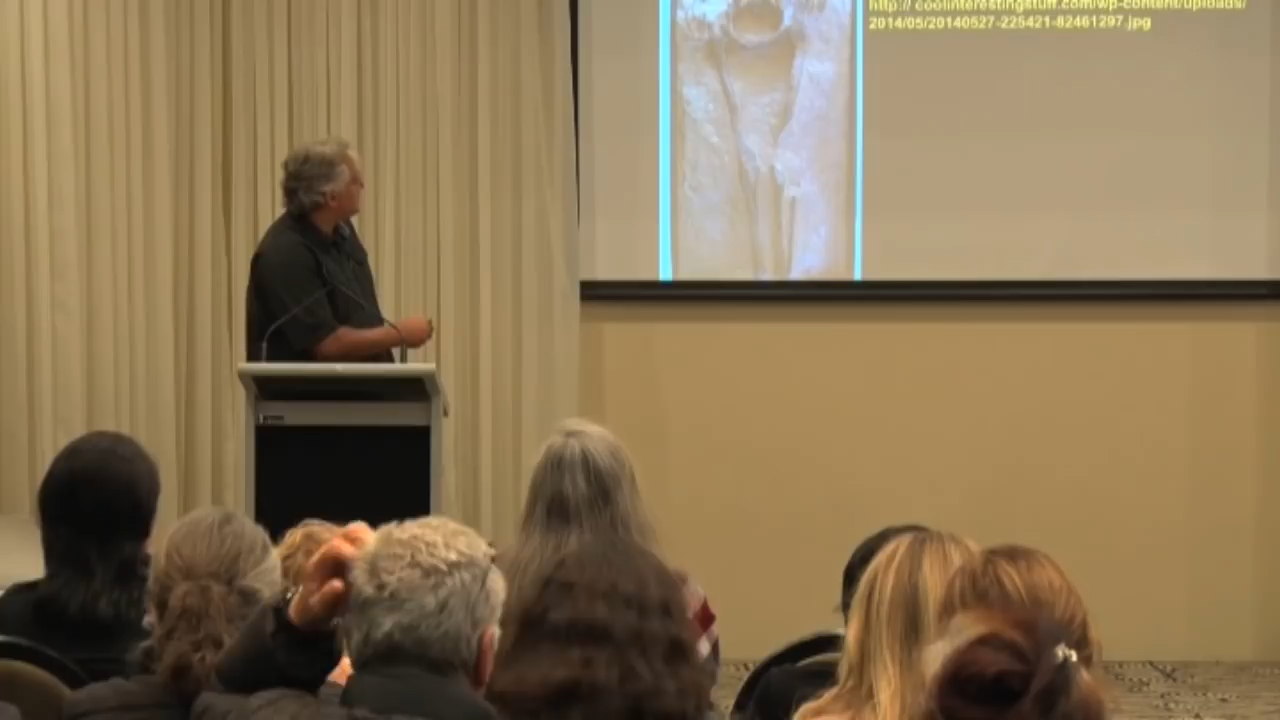 http:// coolinterestingstuff.com/wp-content/uploads/
2014/05/20140527-225421-82461297.jpg